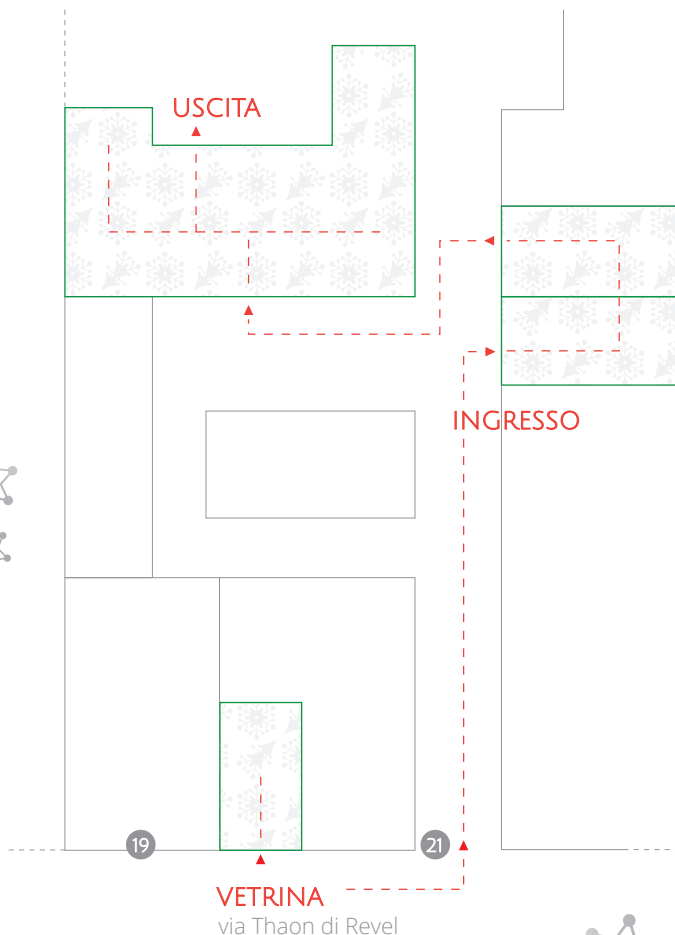 USCITA
INGRESSO
19
21
VETRINA
via Thaon di Revel